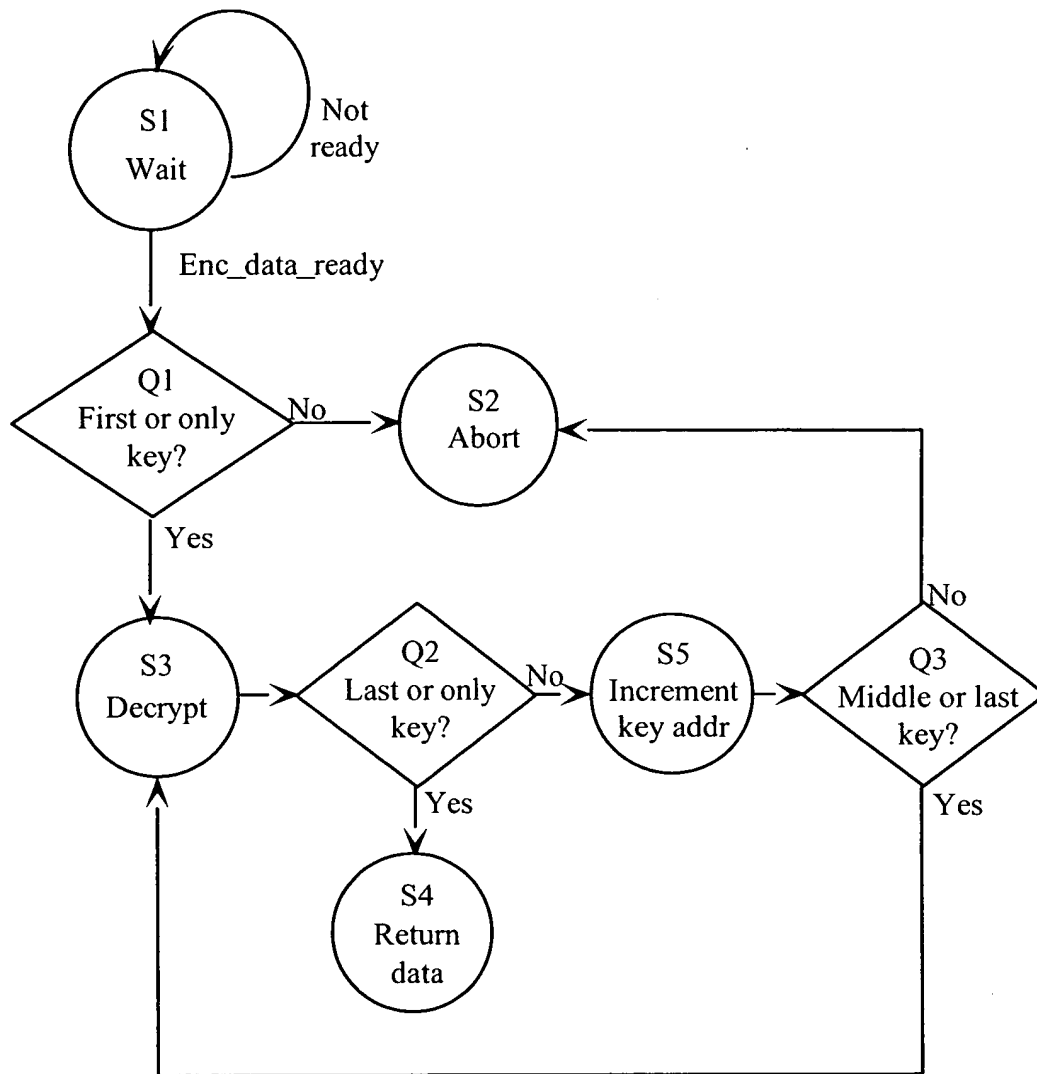 S1
Wait
Not
ready
Enc_data_ready
Q1
First or only
key?
No
S2
Abort
Yes
No
S3
Decrypt
Q2
Last or only
key?
No
S5
Increment
key addr
Q3
Middle or last
key?
Yes
Yes
S4
Return
data